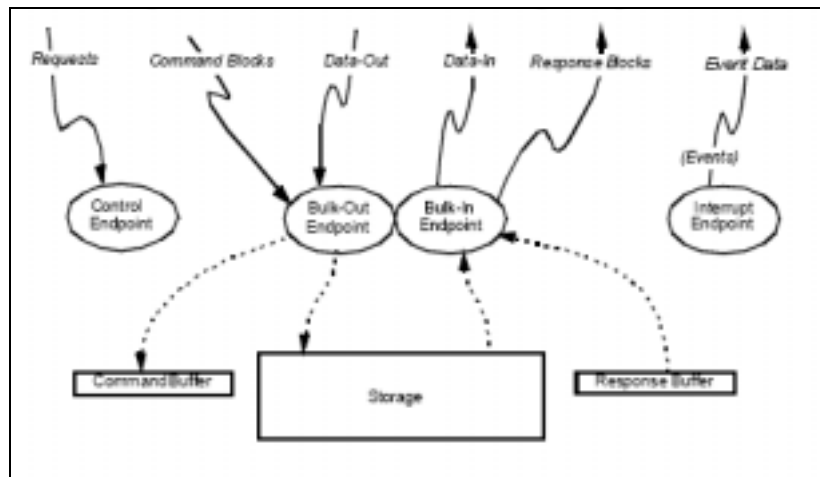 Requests
Command Blocks
Data-Out
Data-In
Response Blocks
Event Data
(Events)
Control
Endpoint
Bulk-Out
Endpoint
Bulk-In
Endpoint
Interrupt
Endpoint
Command Buffer
Storage
Response Buffer